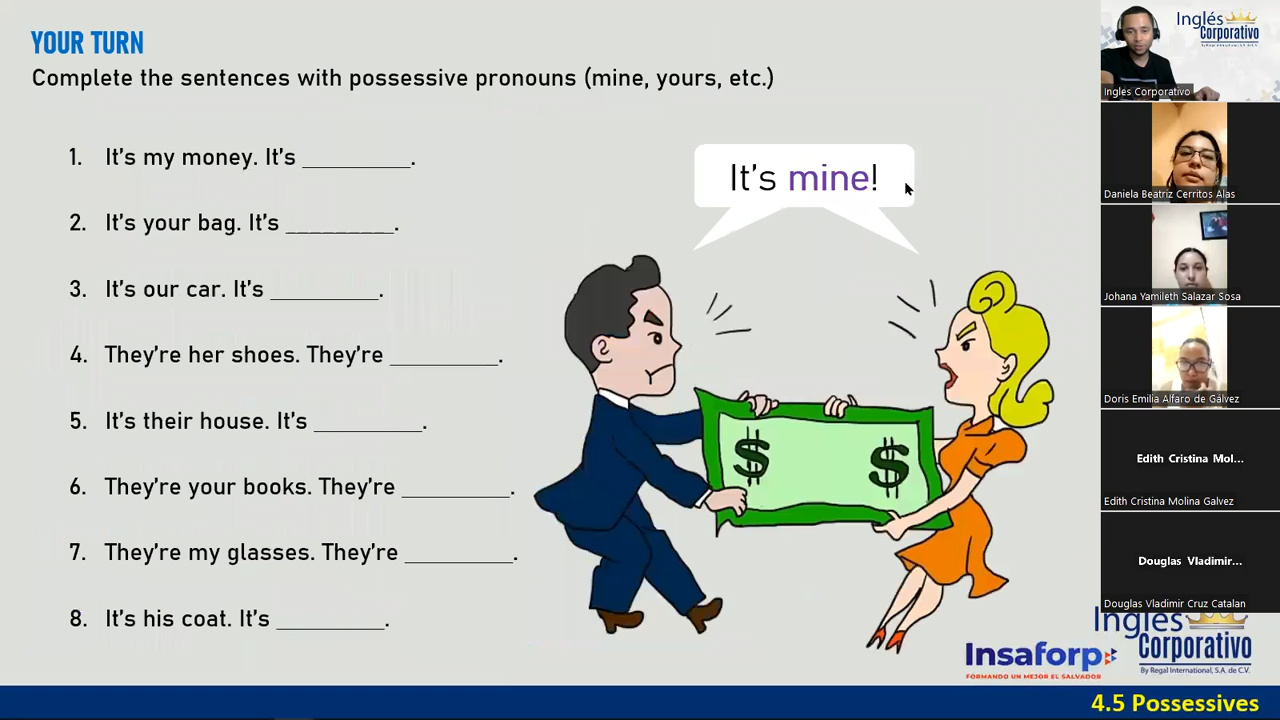 YOUR TURN
Complete the sentences with possessive pronouns (mine, yours, etc.)
1. It's my money. It's _________.
2. It's your bag. It's _________.
3. It's our car. It's _________.
4. They're her shoes. They're _________.
5. It's their house. It's _________.
6. They're your books. They're _________.
7. They're my glasses. They're _________.
8. It's his coat. It's _________.
It's mine!
$ $
Inglés
Corporativo
By Regal International, S.A. de C.V.
Ingles Corporativo
Daniela Beatriz Cerritos Alas
Johana Yamileth Salazar Sosa
Doris Emilia Alfaro de Gálvez
Edith Cristina Mol...
Edith Cristina Molina Galvez
Douglas Vladimir...
Douglas Vladimir Cruz Catalan
Inglés
Corporativo
By Regal International, S.A. de C.V.
Insaforp
FORMANDO UN MEJOR EL SALVADOR
4.5 Possessives